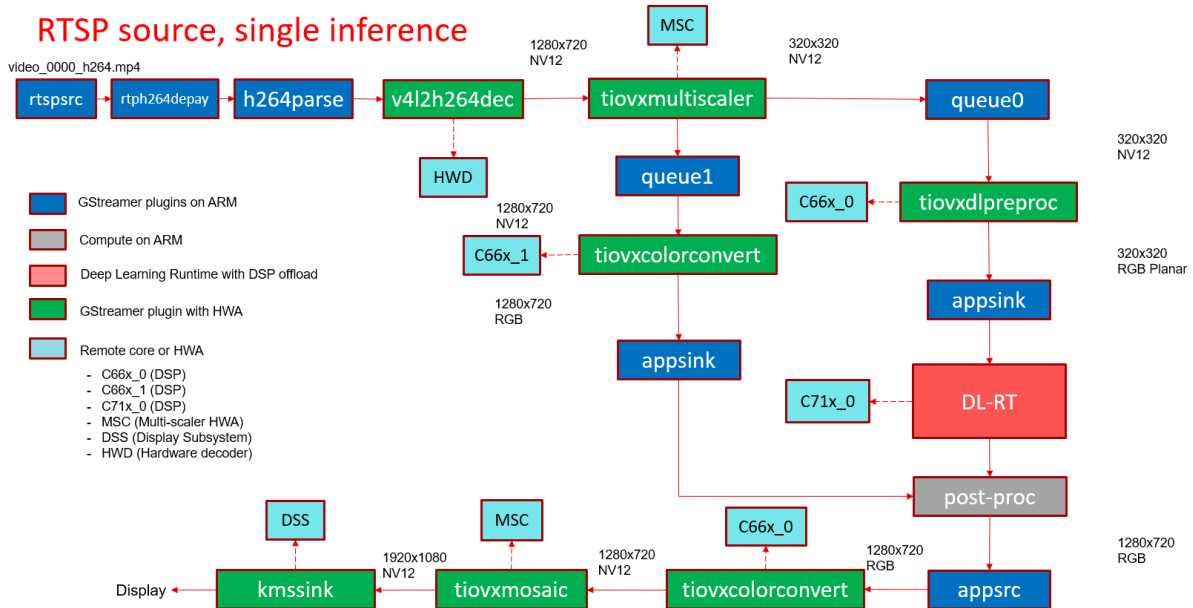 RTSP source, single inference
video_0000_h264.mp4
rtspsrc
rtph264depay
h264parse
v4l2h264dec
1280x720
NV12
MSC
tiovxmultiscaler
320x320
NV12
queue0
HWD
queue1
320x320
NV12
1280x720
NV12
C66x_1
tiovxcolorconvert
C66x_0
tiovxdlpreproc
320x320
RGB Planar
1280x720
RGB
appsink
appsink
C71x_0
DL-RT
post-proc
GStreamer plugins on ARM
Compute on ARM
Deep Learning Runtime with DSP offload
GStreamer plugin with HWA
Remote core or HWA
- C66x_0 (DSP)
- C66x_1 (DSP)
- C71x_0 (DSP)
- MSC (Multi-scaler HWA)
- DSS (Display Subsystem)
- HWD (Hardware decoder)
DSS
MSC
C66x_0
1280x720
RGB
Display
kmssink
1920x1080
NV12
tiovxmosaic
1280x720
NV12
tiovxcolorconvert
1280x720
RGB
appsrc